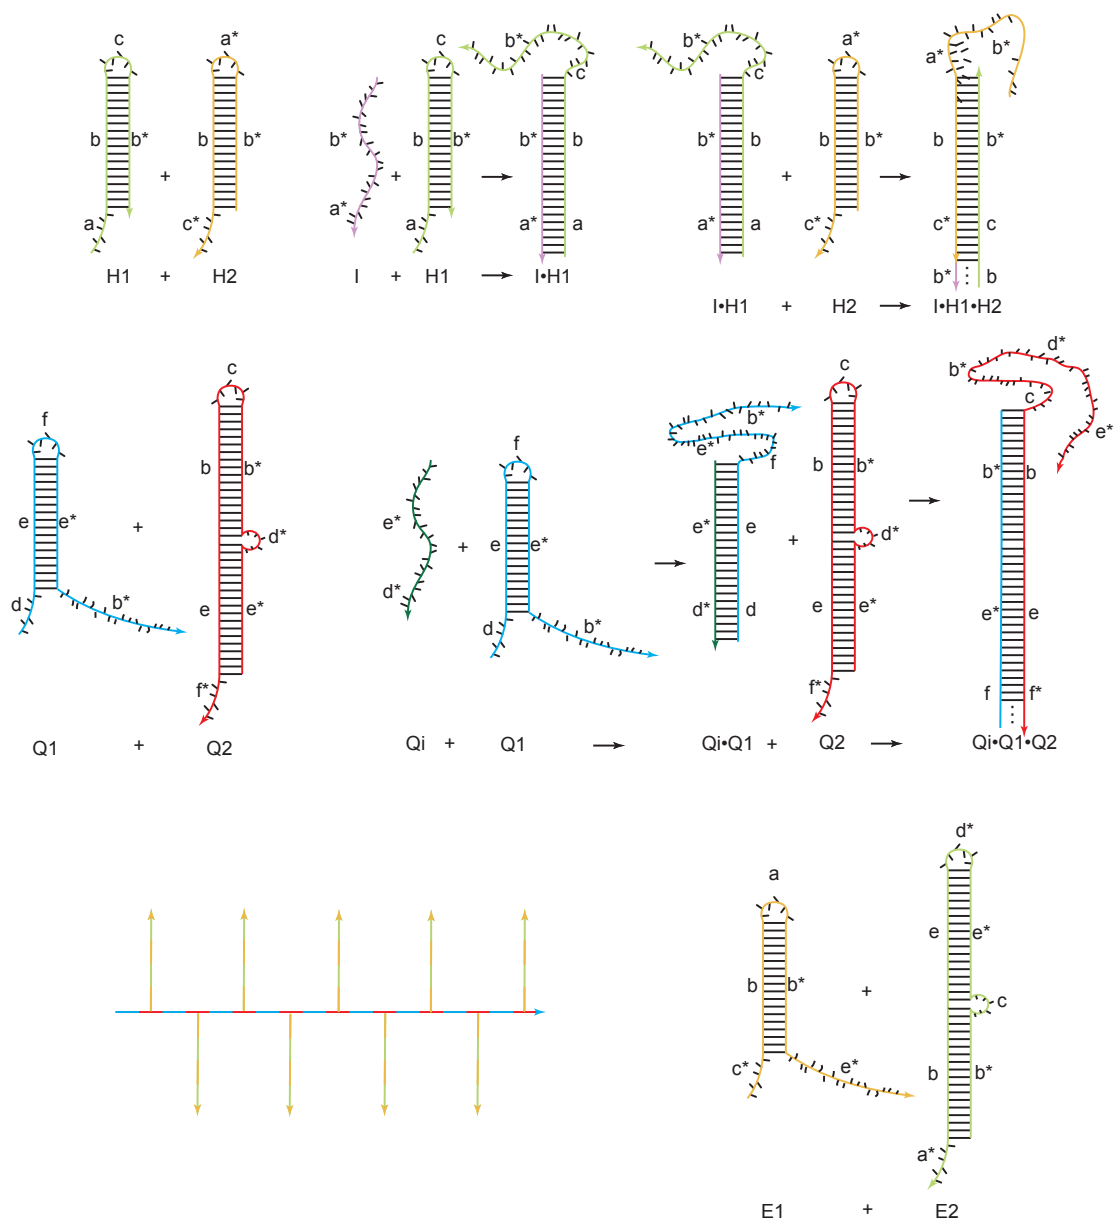 c a*
b b* b b*
+
a c*
H1 + H2
b* a*
+
c
b b*
a
b*
c
b* b
a* a
I + H1 I•H1
b*
c
b* b
a* a
+
a*
b b*
c*
a* b*
b b*
c* c
b* b
I•H1 + H2 I•H1•H2
f
e e*
d b*
+
c
b b*
d*
e e*
f*
Q1 + Q2
e*
d*
+
f
e e*
d b*
b*
e* f
e* e
d* d
+
c
b b*
d*
e e*
f*
d*
b*
c
e*
b* b
e* e
f f*
Qi + Q1 Qi•Q1 + Q2 Qi•Q1•Q2
a
b b*
c* e*
+
d*
e e*
c
b b*
a*
E1 + E2